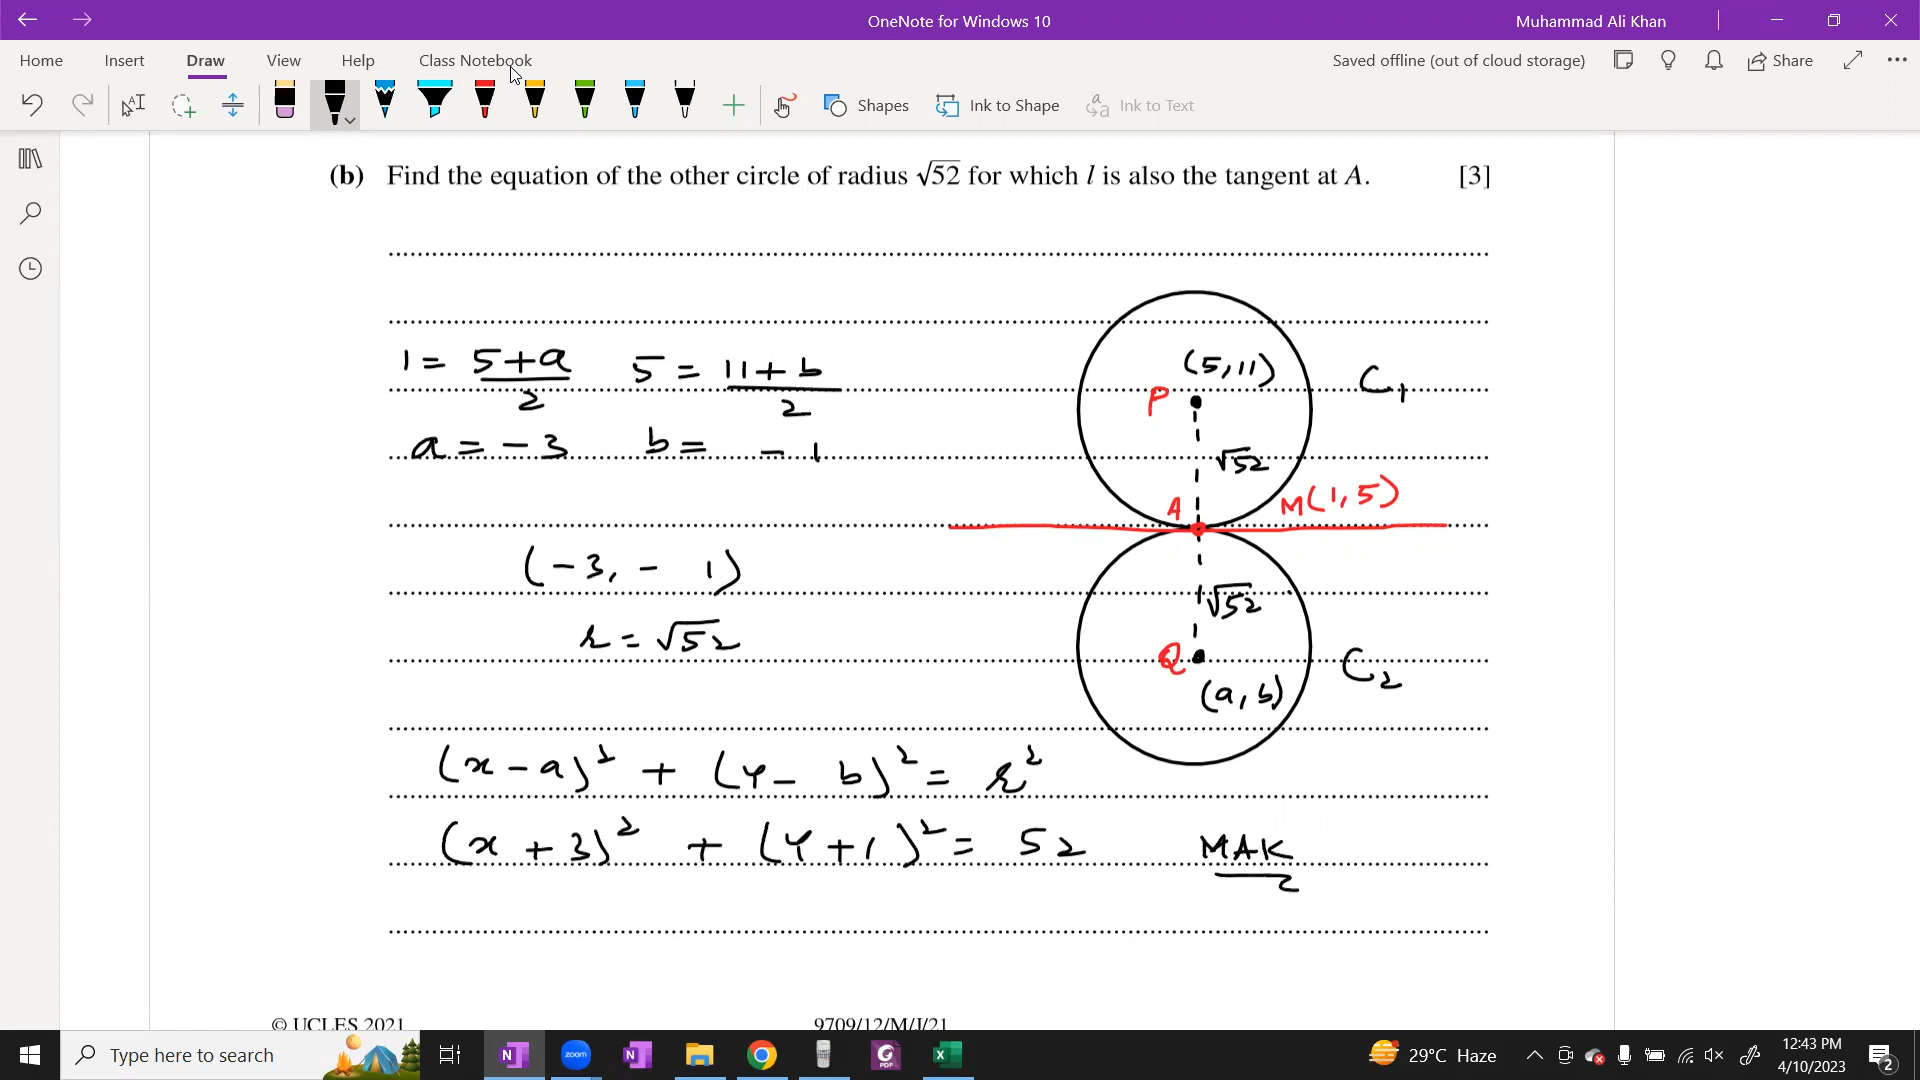 OneNote for Windows 10
Muhammad Ali Khan
Home Insert Draw View Help Class Notebook
Saved offline (out of cloud storage)
Share
Shapes Ink to Shape Ink to Text
(b) Find the equation of the other circle of radius √52 for which l is also the tangent at A. [3]
1 = (5+a)/2 5 = (11+b)/2
a = -3 b = -1
(-3, -1)
r = √52
(5,11)
P
C₁
√52
A M(1,5)
√52
Q
C₂
(a, b)
(x-a)² + (Y-b)² = r²
(x+3)² + (Y+1)² = 52
MAK
© UCLES 2021 9709/12/M/J/21
Type here to search
zoom
29°C Haze
12:43 PM
4/10/2023
2